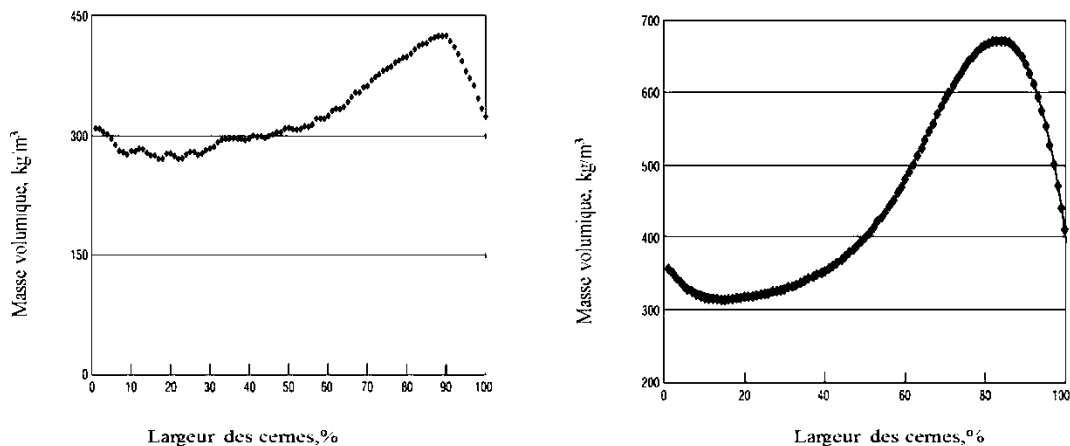 450
300
150
0
0 10 20 30 40 50 60 70 80 90 100
Masse volumique, kg/m³
Largeur des cernes,%
700
600
500
400
300
200
0 20 40 60 80 100
Masse volumique, kg/m³
Largeur des cernes,%